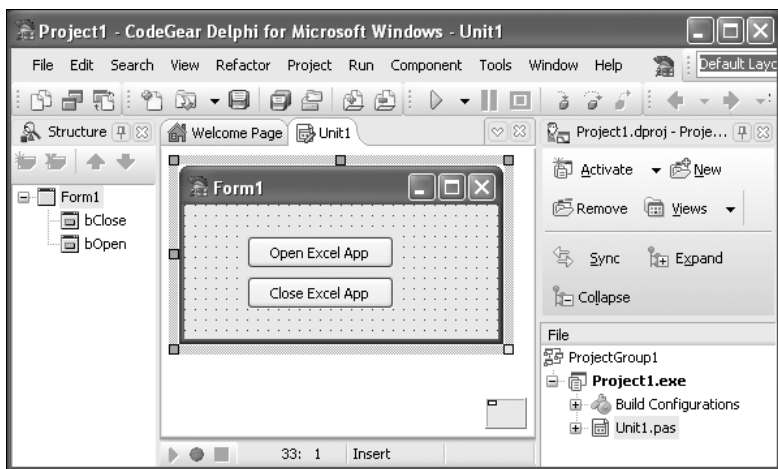 Project1 - CodeGear Delphi for Microsoft Windows - Unit1
File Edit Search View Refactor Project Run Component Tools Window Help Default Layc
Structure
Welcome Page Unit1
Project1.dproj - Proje...
Activate New
Remove Views
Sync Expand
Collapse
Form1
bClose
bOpen
Form1
Open Excel App
Close Excel App
File
ProjectGroup1
Project1.exe
Build Configurations
Unit1.pas
33: 1 Insert